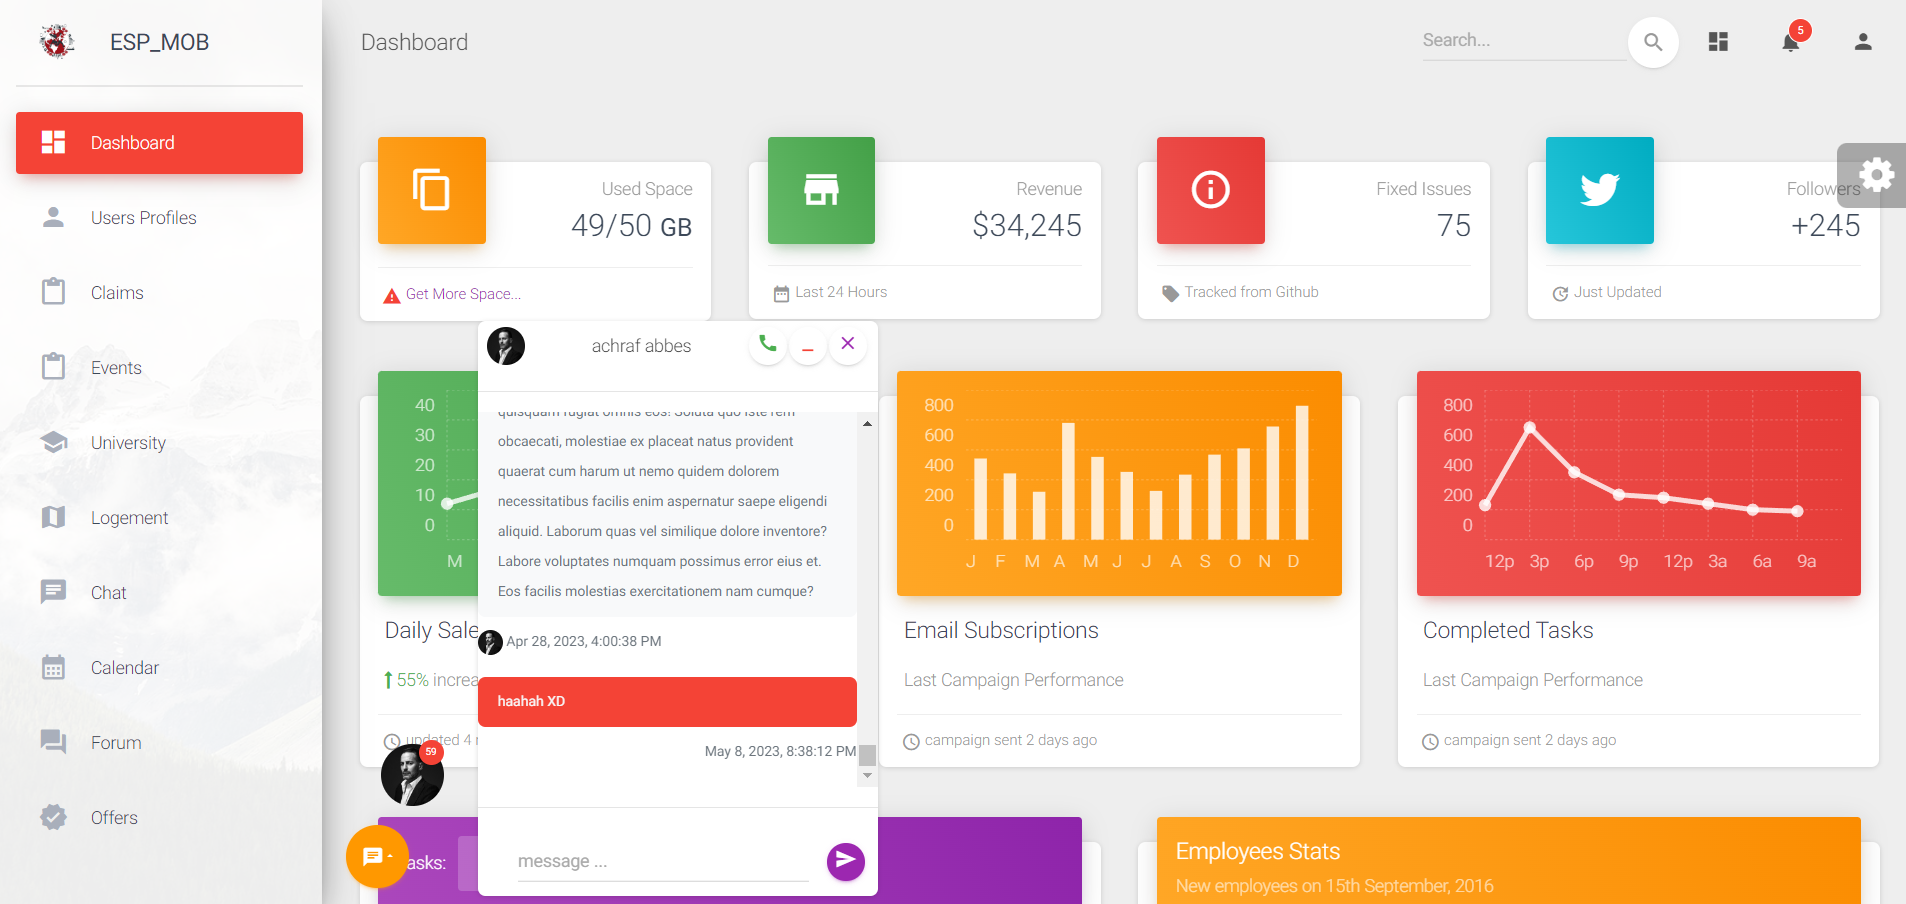 ESP_MOB
Dashboard
Users Profiles
Claims
Events
University
Logement
Chat
Calendar
Forum
Offers
Dashboard
Search...
5
Used Space
49/50 GB
Get More Space...
Revenue
$34,245
Last 24 Hours
Fixed Issues
75
Tracked from Github
Followers
+245
Just Updated
40
30
20
10
0
M
Daily Sale
55% increa
updated 4
59
achraf abbes
quisquam fugiat omnis eos! Soluta quo iste rem
obcaecati, molestiae ex placeat natus provident
quaerat cum harum ut nemo quidem dolorem
necessitatibus facilis enim aspernatur saepe eligendi
aliquid. Laborum quas vel similique dolore inventore?
Labore voluptates numquam possimus error eius et.
Eos facilis molestias exercitationem nam cumque?
Apr 28, 2023, 4:00:38 PM
haahah XD
May 8, 2023, 8:38:12 PM
message ...
800
600
400
200
0
J F M A M J J A S O N D
Email Subscriptions
Last Campaign Performance
campaign sent 2 days ago
800
600
400
200
0
12p 3p 6p 9p 12p 3a 6a 9a
Completed Tasks
Last Campaign Performance
campaign sent 2 days ago
asks:
Employees Stats
New employees on 15th September, 2016